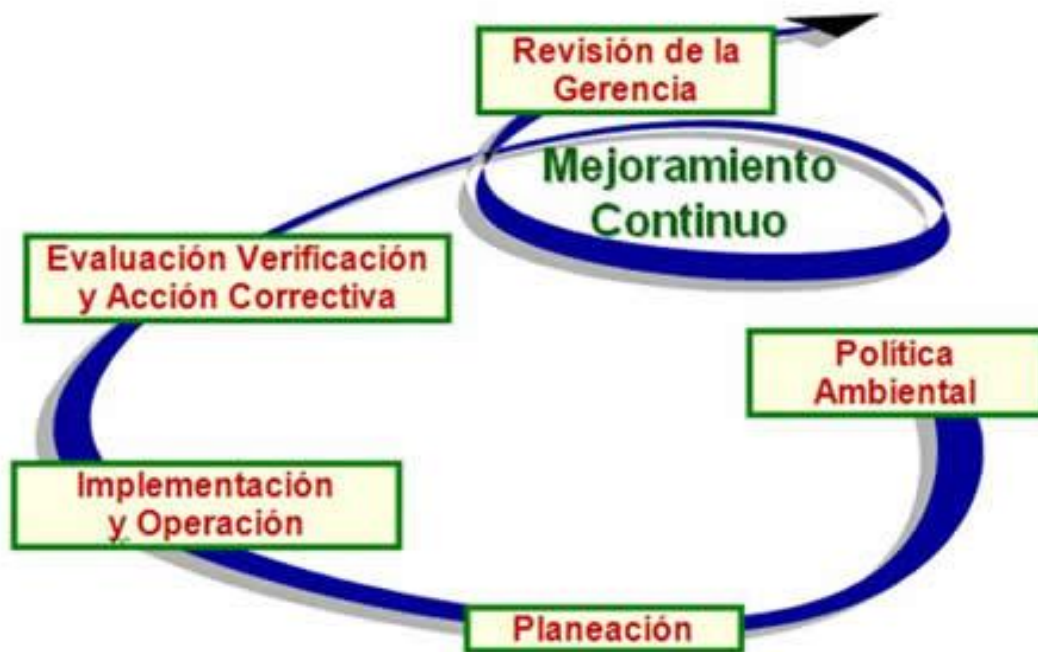 Revisión de la
Gerencia
Mejoramiento
Continuo
Evaluación Verificación
y Acción Correctiva
Política
Ambiental
Implementación
y Operación
Planeación